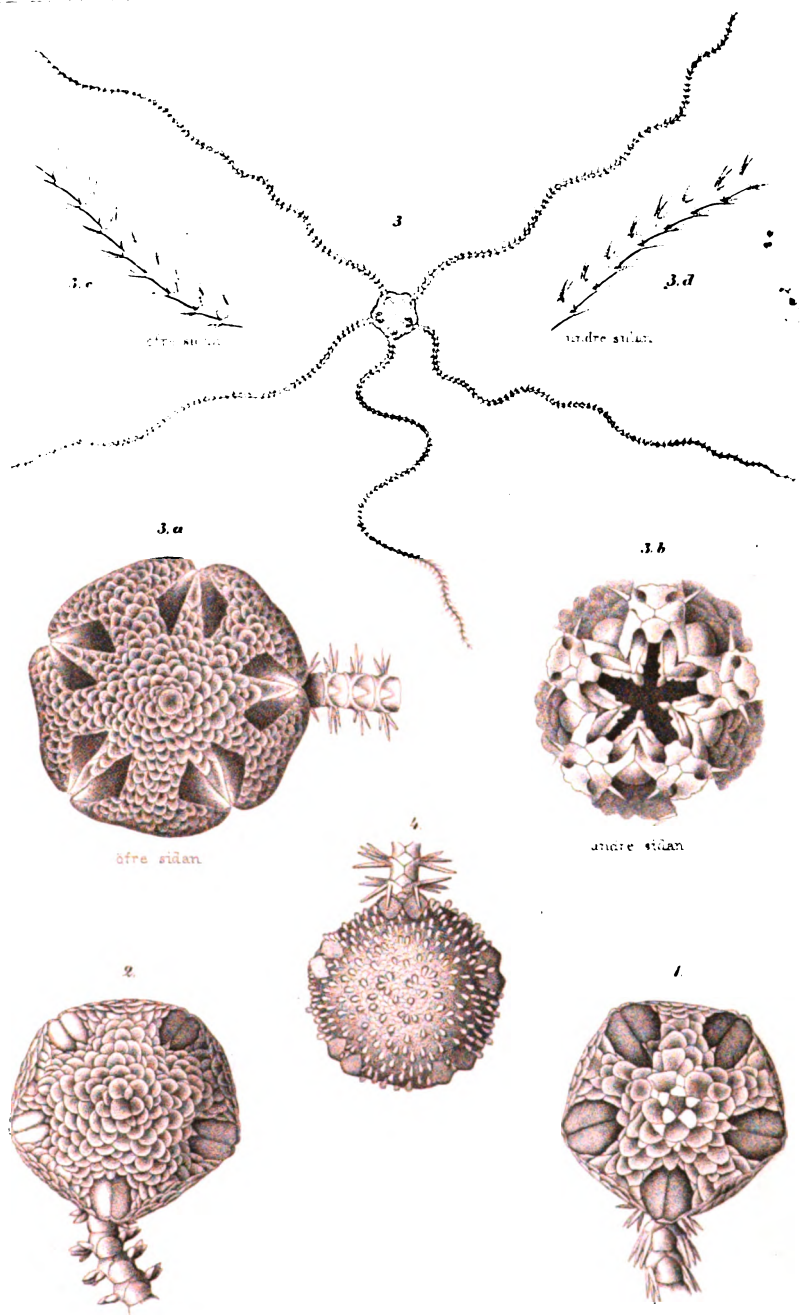 3
3.c
3.d
öfre sidan
undre sidan
3.a
3.b
öfre sidan
undre sidan
4.
2.
1.